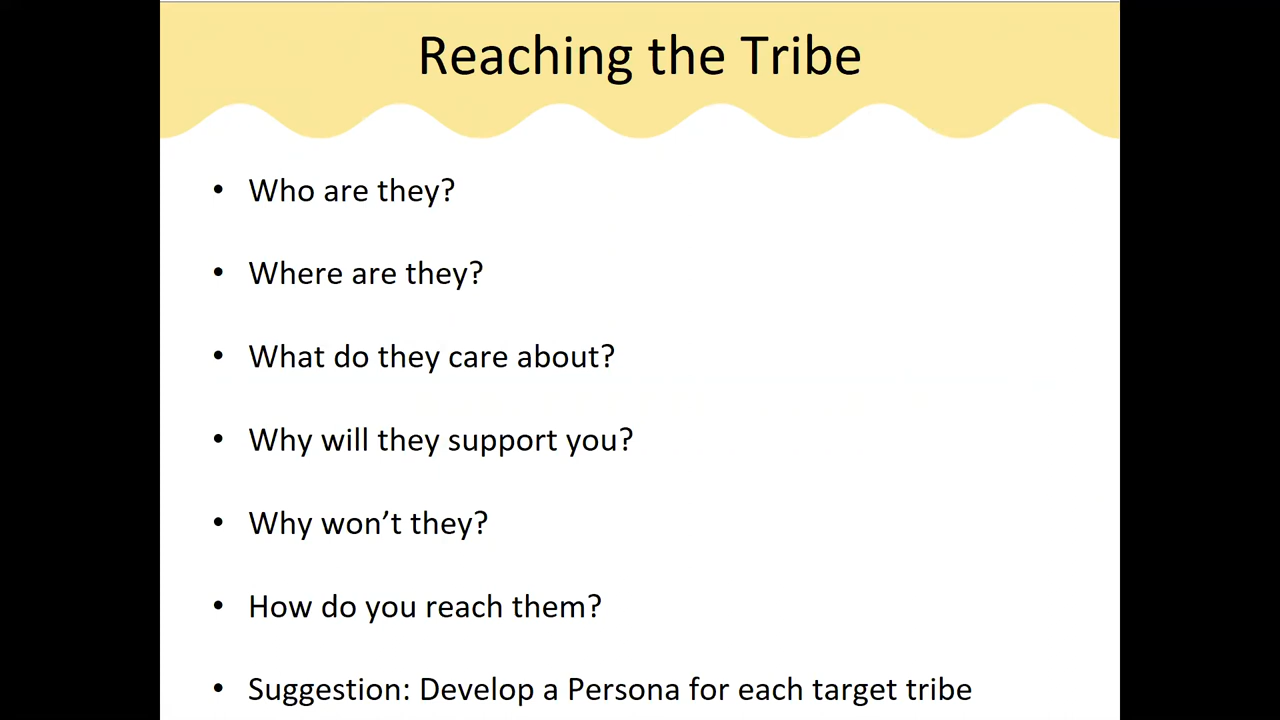 Reaching the Tribe
• Who are they?
• Where are they?
• What do they care about?
• Why will they support you?
• Why won’t they?
• How do you reach them?
• Suggestion: Develop a Persona for each target tribe